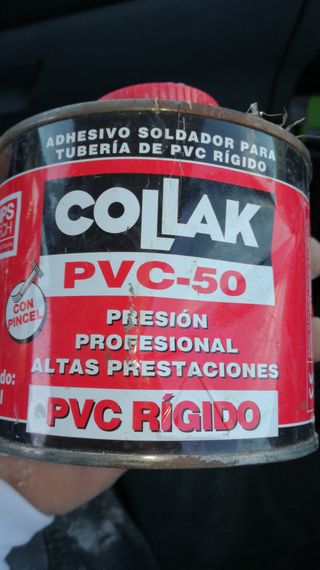 ADHESIVO SOLDADOR PARA
TUBERÍA DE PVC RÍGIDO
COLLAK
PVC-50
CON
PINCEL
PRESIÓN
PROFESIONAL
ALTAS PRESTACIONES
PVC RÍGIDO